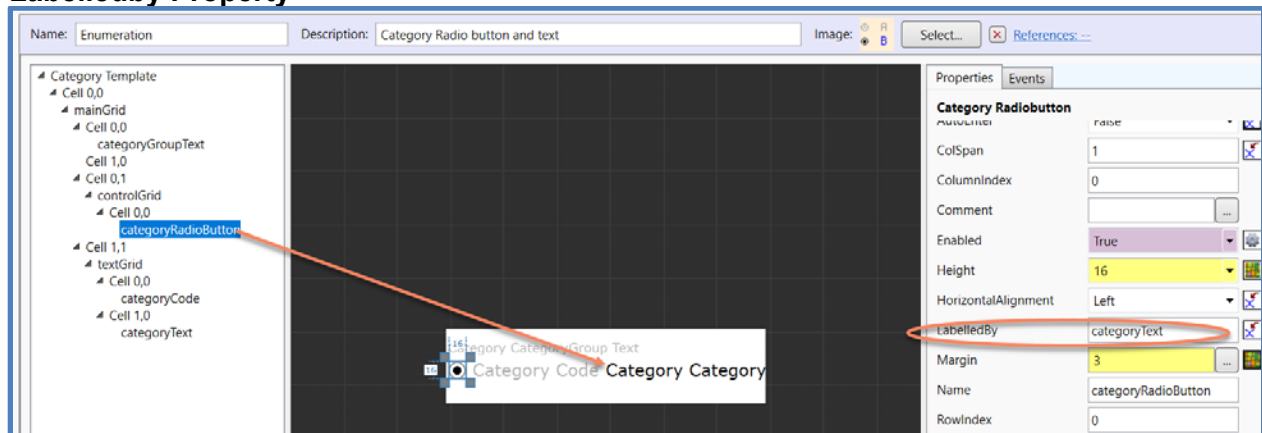 LabelledBy Property
Name: Enumeration Description: Category Radio button and text Image: A B Select... References: --
Category Template
Cell 0,0
mainGrid
Cell 0,0
categoryGroupText
Cell 1,0
Cell 0,1
controlGrid
Cell 0,0
categoryRadioButton
Cell 1,1
textGrid
Cell 0,0
categoryCode
Cell 1,0
categoryText
16
Category CategoryGroup Text
16 Category Code Category Category
Properties Events
Category Radiobutton
AutoEnter False
ColSpan 1
ColumnIndex 0
Comment ...
Enabled True
Height 16
HorizontalAlignment Left
LabelledBy categoryText
Margin 3 ...
Name categoryRadioButton
RowIndex 0